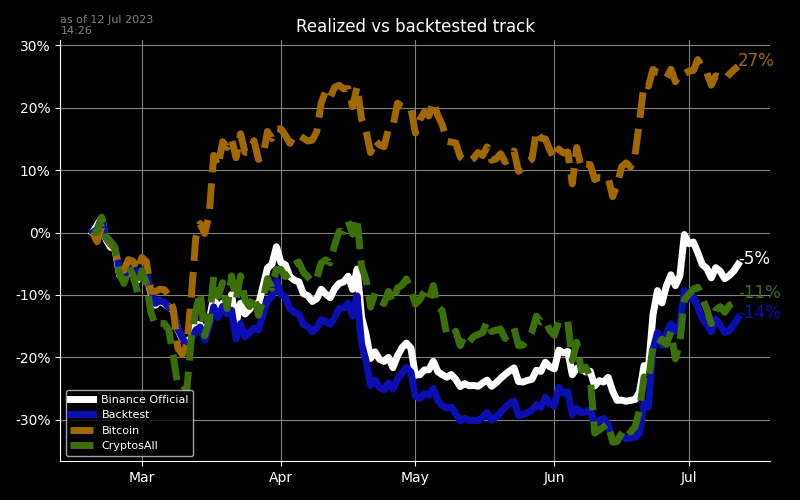 as of 12 Jul 2023
14:26
Realized vs backtested track
30%
20%
10%
0%
-10%
-20%
-30%
27%
-5%
-11%
-14%
Binance Official
Backtest
Bitcoin
CryptosAll
Mar
Apr
May
Jun
Jul